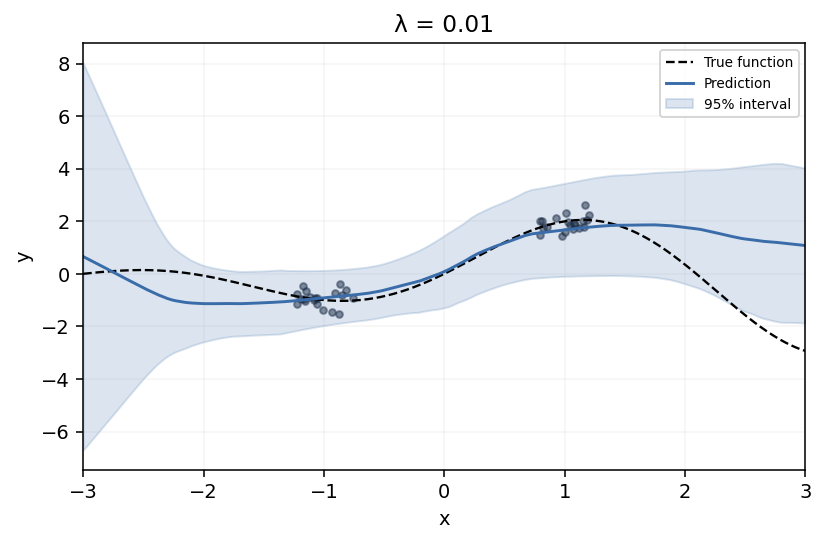 λ = 0.01
True function
Prediction
95% interval
y
8
6
4
2
0
−2
−4
−6
−3
−2
−1
0
1
2
3
x